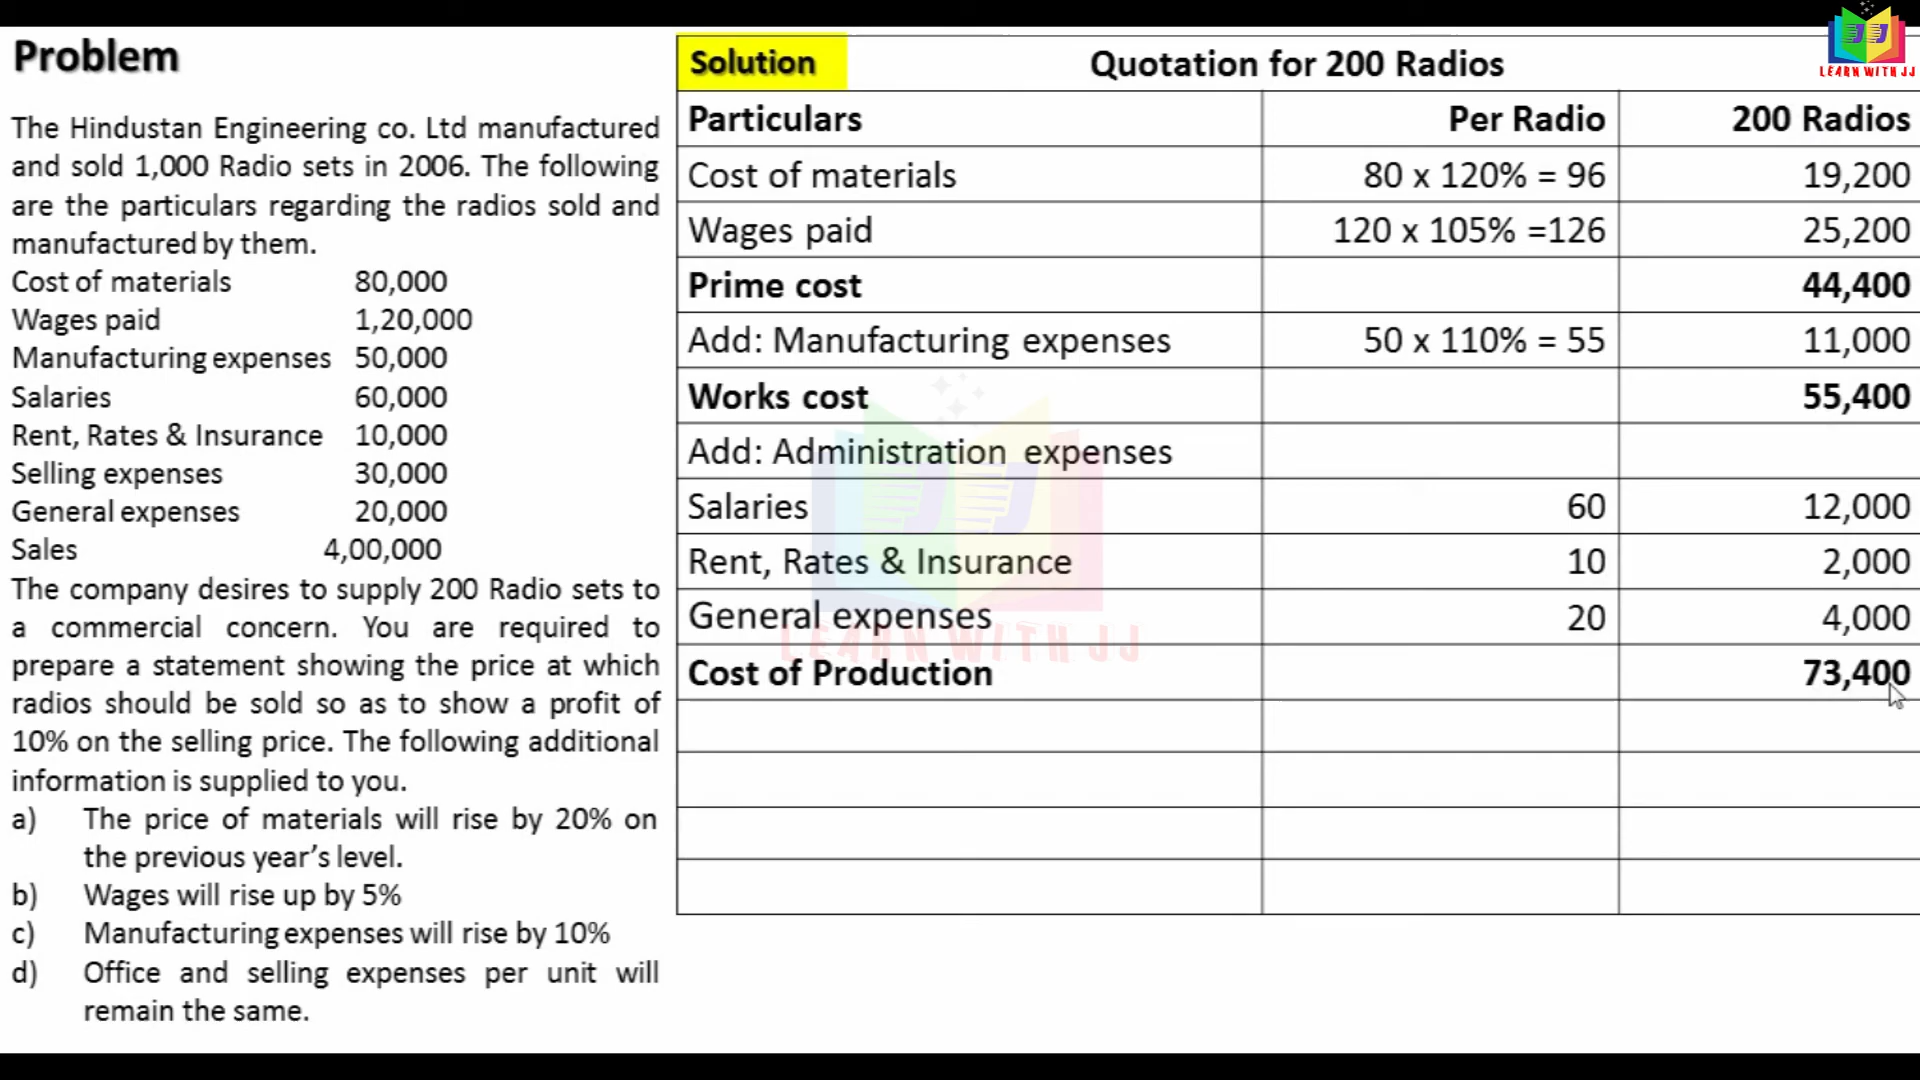 Problem
The Hindustan Engineering co. Ltd manufactured
and sold 1,000 Radio sets in 2006. The following
are the particulars regarding the radios sold and
manufactured by them.
Cost of materials 80,000
Wages paid 1,20,000
Manufacturing expenses 50,000
Salaries 60,000
Rent, Rates & Insurance 10,000
Selling expenses 30,000
General expenses 20,000
Sales 4,00,000
The company desires to supply 200 Radio sets to
a commercial concern. You are required to
prepare a statement showing the price at which
radios should be sold so as to show a profit of
10% on the selling price. The following additional
information is supplied to you.
a) The price of materials will rise by 20% on
the previous year’s level.
b) Wages will rise up by 5%
c) Manufacturing expenses will rise by 10%
d) Office and selling expenses per unit will
remain the same.
Solution Quotation for 200 Radios
Particulars Per Radio 200 Radios
Cost of materials 80 x 120% = 96 19,200
Wages paid 120 x 105% =126 25,200
Prime cost 44,400
Add: Manufacturing expenses 50 x 110% = 55 11,000
Works cost 55,400
Add: Administration expenses
Salaries 60 12,000
Rent, Rates & Insurance 10 2,000
General expenses 20 4,000
Cost of Production 73,400
JJ
LEARN WITH JJ
JJ
LEARN WITH JJ